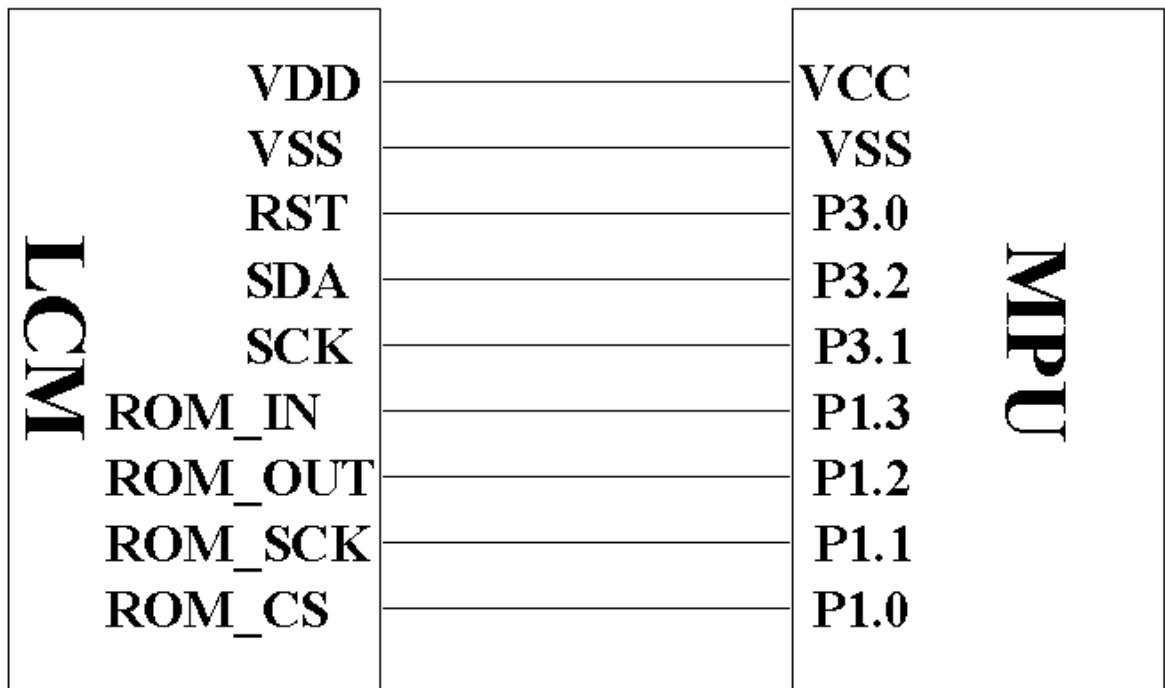 LCM
MPU
VDD VCC
VSS VSS
RST P3.0
SDA P3.2
SCK P3.1
ROM_IN P1.3
ROM_OUT P1.2
ROM_SCK P1.1
ROM_CS P1.0